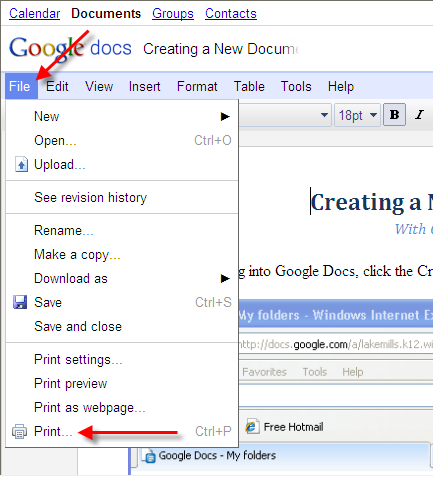 Calendar Documents Groups Contacts
Google docs Creating a New Docume
File Edit View Insert Format Table Tools Help
18pt B I
New
Open... Ctrl+O
Upload...
See revision history
Rename...
Make a copy...
Download as
Save Ctrl+S
Save and close
Print settings...
Print preview
Print as webpage...
Print... Ctrl+P
Creating a N
With
g into Google Docs, click the Cr
My folders - Windows Internet Ex
http://docs.google.com/a/lakemills.k12.wi
Favorites Tools Help
Free Hotmail
Google Docs - My folders